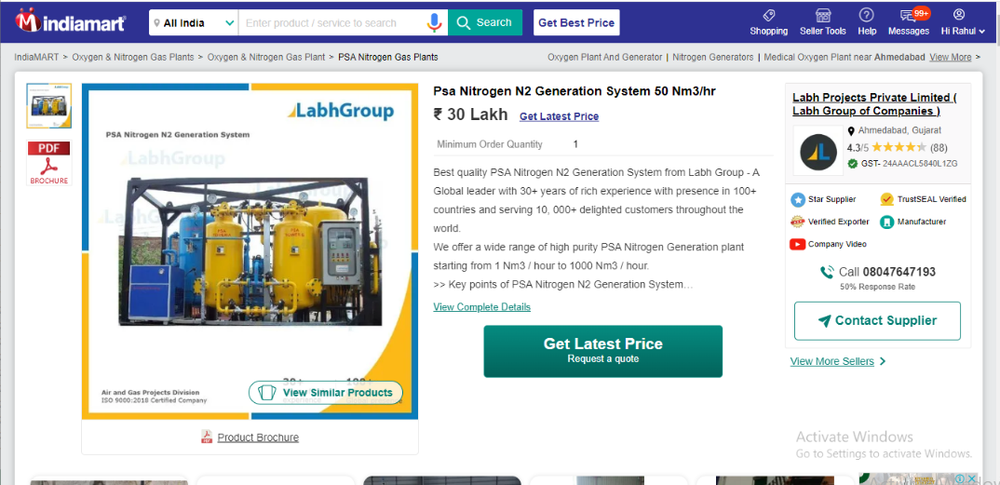 indiamart
All India
Enter product / service to search
Search
Get Best Price
Shopping
Seller Tools
Help
99+
Messages
Hi Rahul
IndiaMART > Oxygen & Nitrogen Gas Plants > Oxygen & Nitrogen Gas Plant > PSA Nitrogen Gas Plants
Oxygen Plant And Generator | Nitrogen Generators | Medical Oxygen Plant near Ahmedabad View More >
PDF
BROCHURE
LabhGroup
PSA Nitrogen N2 Generation System
LabhGroup
Air and Gas Projects Division
ISO 9000:2018 Certified Company
View Similar Products
Product Brochure
Psa Nitrogen N2 Generation System 50 Nm3/hr
₹ 30 Lakh Get Latest Price
Minimum Order Quantity 1
Best quality PSA Nitrogen N2 Generation System from Labh Group - A
Global leader with 30+ years of rich experience with presence in 100+
countries and serving 10, 000+ delighted customers throughout the
world.
We offer a wide range of high purity PSA Nitrogen Generation plant
starting from 1 Nm3 / hour to 1000 Nm3 / hour.
>> Key points of PSA Nitrogen N2 Generation System…
View Complete Details
Get Latest Price
Request a quote
Labh Projects Private Limited (
Labh Group of Companies )
Ahmedabad, Gujarat
4.3/5 (88)
GST- 24AAACL5840L1ZG
Star Supplier
TrustSEAL Verified
Verified Exporter
Manufacturer
Company Video
Call 08047647193
50% Response Rate
Contact Supplier
View More Sellers >
Activate Windows
Go to Settings to activate Windows.